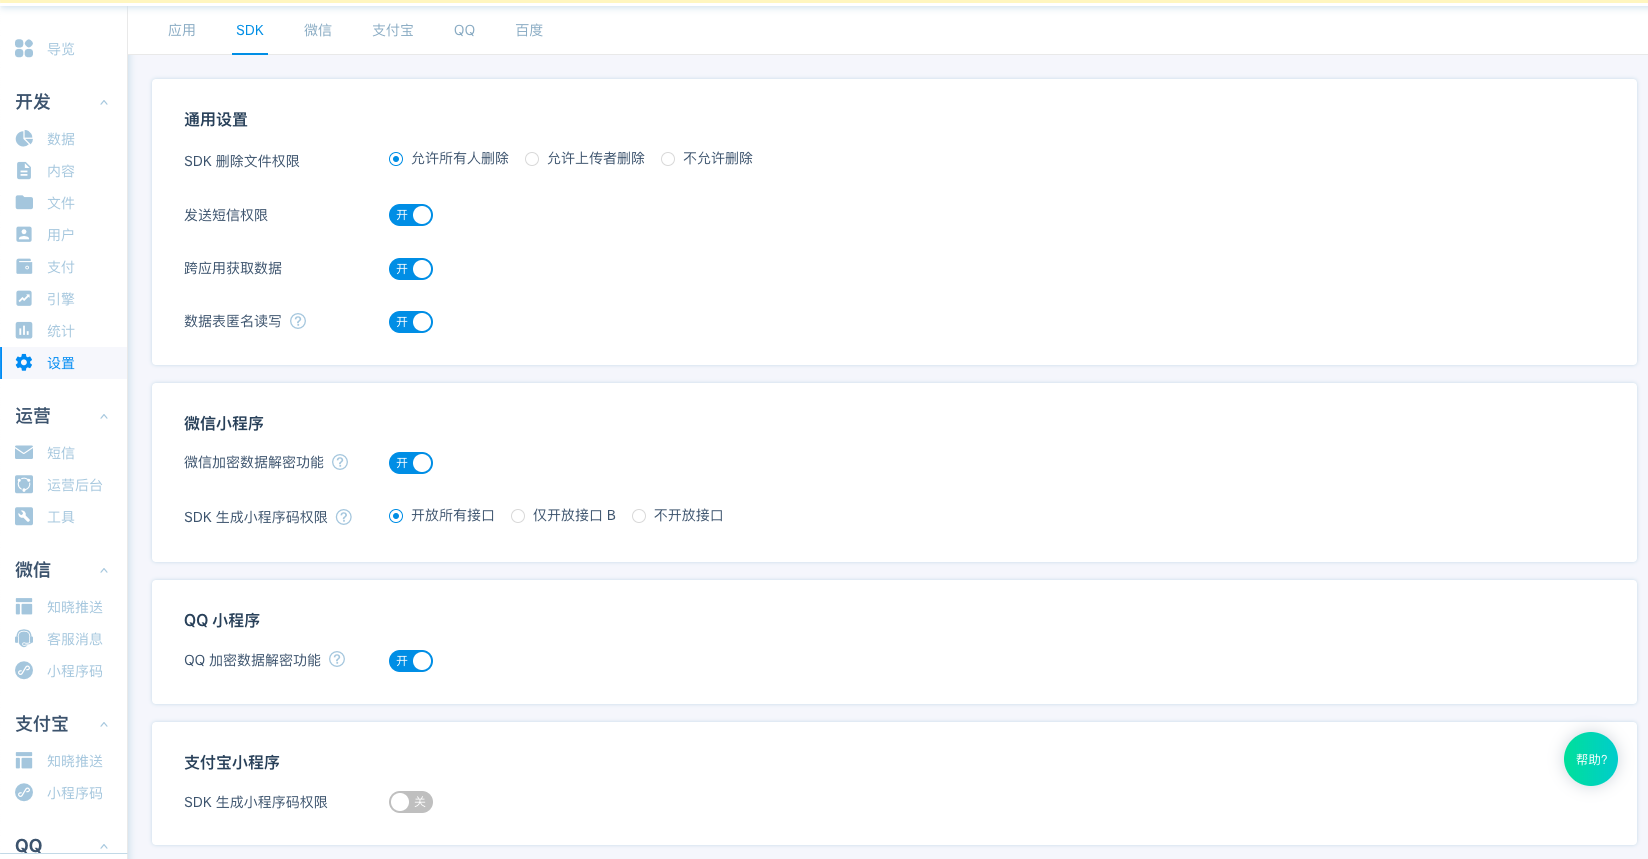 应用 SDK 微信 支付宝 QQ 百度
导览
开发
数据
内容
文件
用户
支付
引擎
统计
设置
运营
短信
运营后台
工具
微信
知晓推送
客服消息
小程序码
支付宝
知晓推送
小程序码
QQ
通用设置
SDK 删除文件权限 允许所有人删除 允许上传者删除 不允许删除
发送短信权限 开
跨应用获取数据 开
数据表匿名读写 ? 开
微信小程序
微信加密数据解密功能 ? 开
SDK 生成小程序码权限 ? 开放所有接口 仅开放接口 B 不开放接口
QQ 小程序
QQ 加密数据解密功能 ? 开
支付宝小程序
SDK 生成小程序码权限 关
帮助?